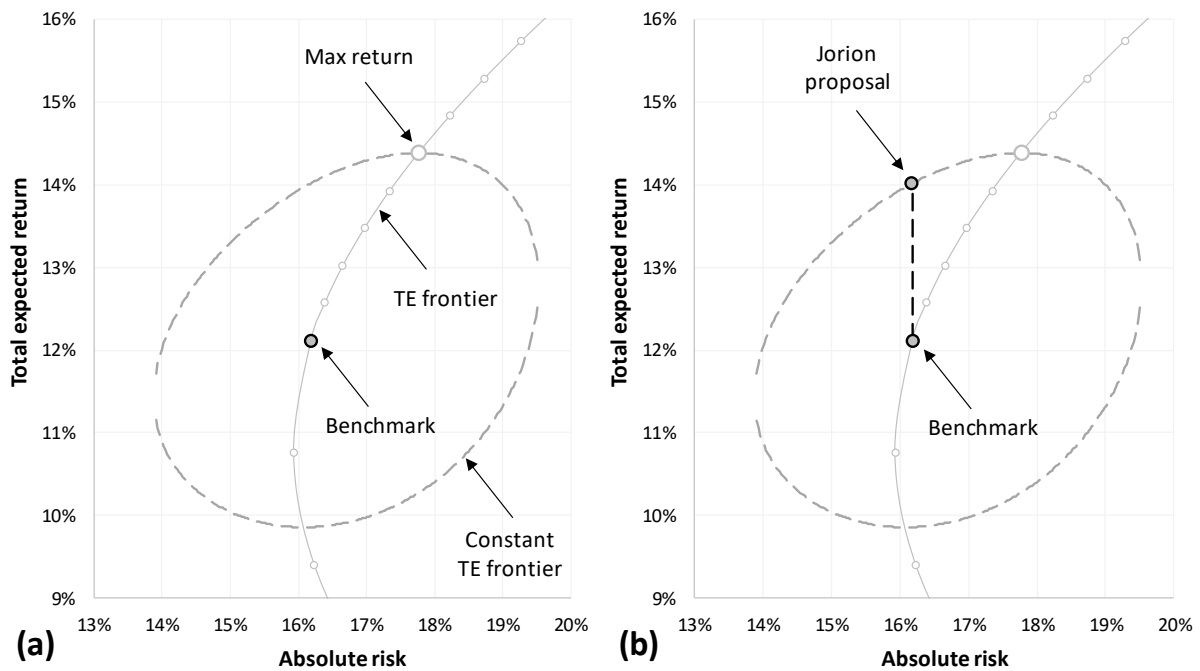 16%
15%
14%
13%
12%
11%
10%
9%
Total expected return
Max return
TE frontier
Benchmark
Constant
TE frontier
13% 14% 15% 16% 17% 18% 19% 20%
Absolute risk
(a)
16%
15%
14%
13%
12%
11%
10%
9%
Total expected return
Jorion
proposal
Benchmark
13% 14% 15% 16% 17% 18% 19% 20%
Absolute risk
(b)